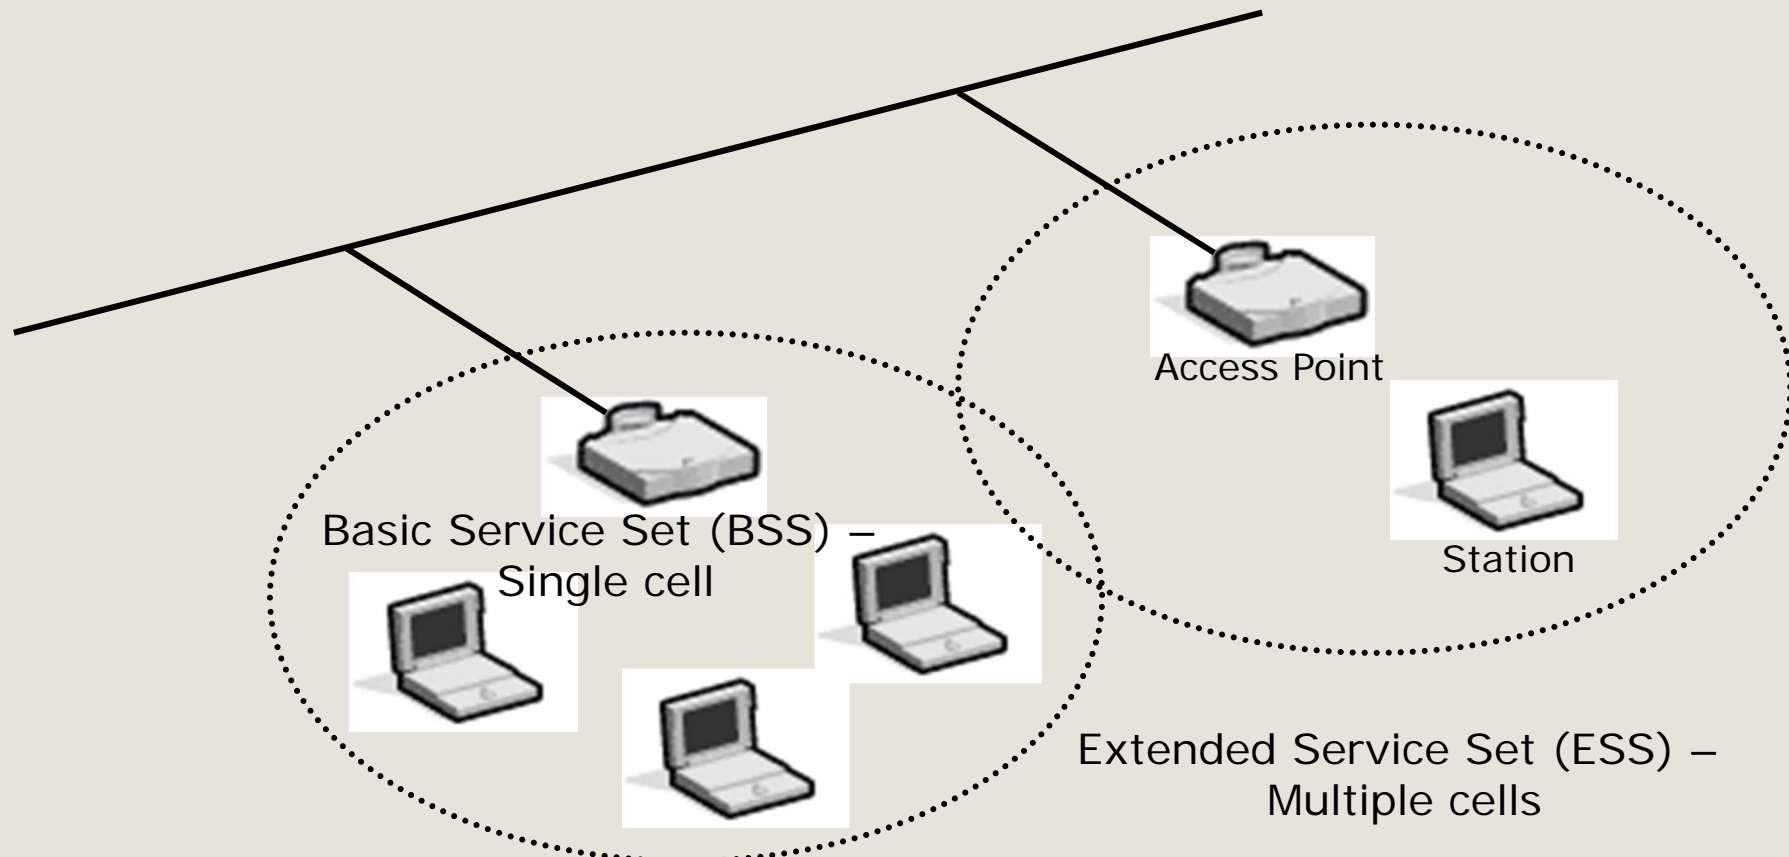 Access Point
Basic Service Set (BSS) –
Single cell
Station
Extended Service Set (ESS) –
Multiple cells